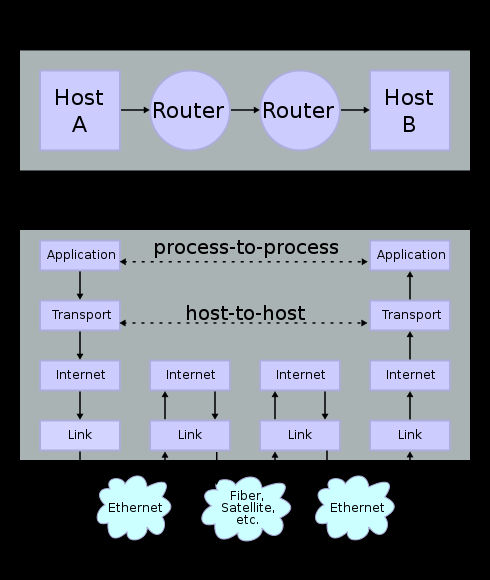 Host
A
Router
Router
Host
B
process-to-process
Application
Application
host-to-host
Transport
Transport
Internet
Internet
Internet
Internet
Link
Link
Link
Link
Ethernet
Fiber,
Satellite,
etc.
Ethernet